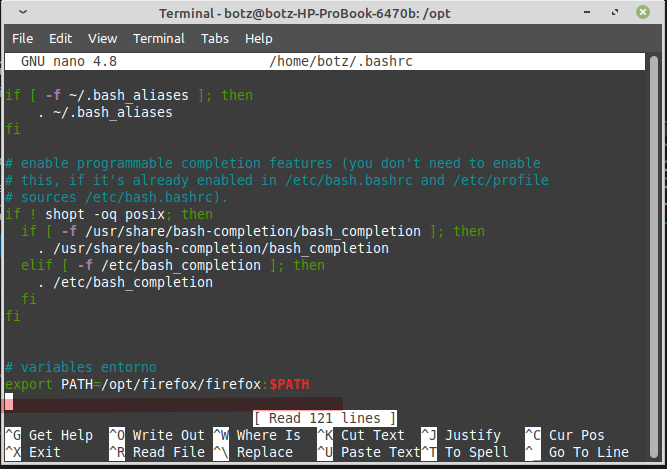 Terminal - botz@botz-HP-ProBook-6470b: /opt
File Edit View Terminal Tabs Help
GNU nano 4.8 /home/botz/.bashrc
if [ -f ~/.bash_aliases ]; then
    . ~/.bash_aliases
fi
# enable programmable completion features (you don't need to enable
# this, if it's already enabled in /etc/bash.bashrc and /etc/profile
# sources /etc/bash.bashrc).
if ! shopt -oq posix; then
  if [ -f /usr/share/bash-completion/bash_completion ]; then
    . /usr/share/bash-completion/bash_completion
  elif [ -f /etc/bash_completion ]; then
    . /etc/bash_completion
  fi
fi
# variables entorno
export PATH=/opt/firefox/firefox:$PATH
[ Read 121 lines ]
^G Get Help ^O Write Out ^W Where Is ^K Cut Text ^J Justify ^C Cur Pos
^X Exit ^R Read File ^\ Replace ^U Paste Text ^T To Spell ^_ Go To Line